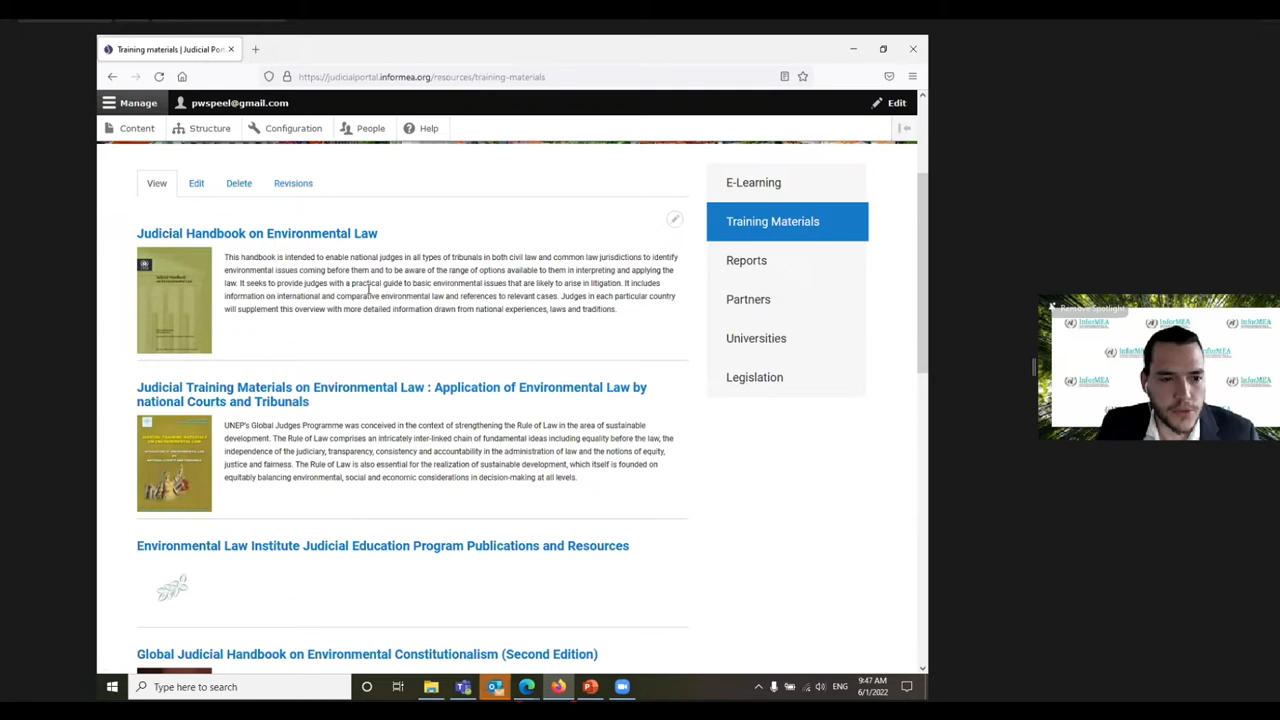 Training materials | Judicial Por
https://judicialportal.informea.org/resources/training-materials
Manage pwspeel@gmail.com Edit
Content Structure Configuration People Help
View Edit Delete Revisions
Judicial Handbook on Environmental Law
This handbook is intended to enable national judges in all types of tribunals in both civil law and common law jurisdictions to identify
environmental issues coming before them and to be aware of the range of options available to them in interpreting and applying the
law. It seeks to provide judges with a practical guide to basic environmental issues that are likely to arise in litigation. It includes
information on international and comparative environmental law and references to relevant cases. Judges in each particular country
will supplement this overview with more detailed information drawn from national experiences, laws and traditions.
Judicial Training Materials on Environmental Law : Application of Environmental Law by
national Courts and Tribunals
UNEP's Global Judges Programme was conceived in the context of strengthening the Rule of Law in the area of sustainable
development. The Rule of Law comprises an intricately inter-linked chain of fundamental ideas including equality before the law, the
independence of the judiciary, transparency, consistency and accountability in the administration of law and the notions of equity,
justice and fairness. The Rule of Law is also essential for the realization of sustainable development, which itself is founded on
equitably balancing environmental, social and economic considerations in decision-making at all levels.
Environmental Law Institute Judicial Education Program Publications and Resources
Global Judicial Handbook on Environmental Constitutionalism (Second Edition)
E-Learning
Training Materials
Reports
Partners
Universities
Legislation
Remove Spotlight
InforMEA
InforMEA
InforMEA
Type here to search
ENG
9:47 AM
6/1/2022